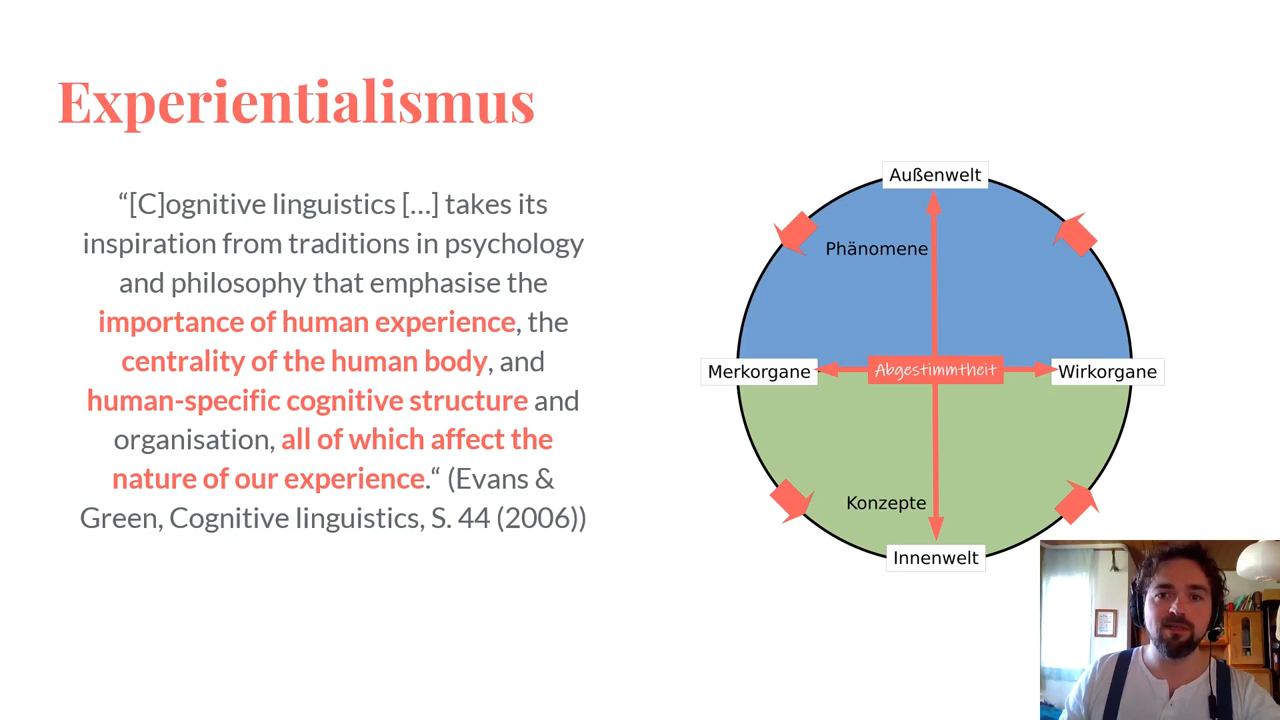 Experientialismus
“[C]ognitive linguistics [...] takes its
inspiration from traditions in psychology
and philosophy that emphasise the
importance of human experience, the
centrality of the human body, and
human-specific cognitive structure and
organisation, all of which affect the
nature of our experience.“ (Evans &
Green, Cognitive linguistics, S. 44 (2006))
Außenwelt
Phänomene
Merkorgane
Abgestimmtheit
Wirkorgane
Konzepte
Innenwelt